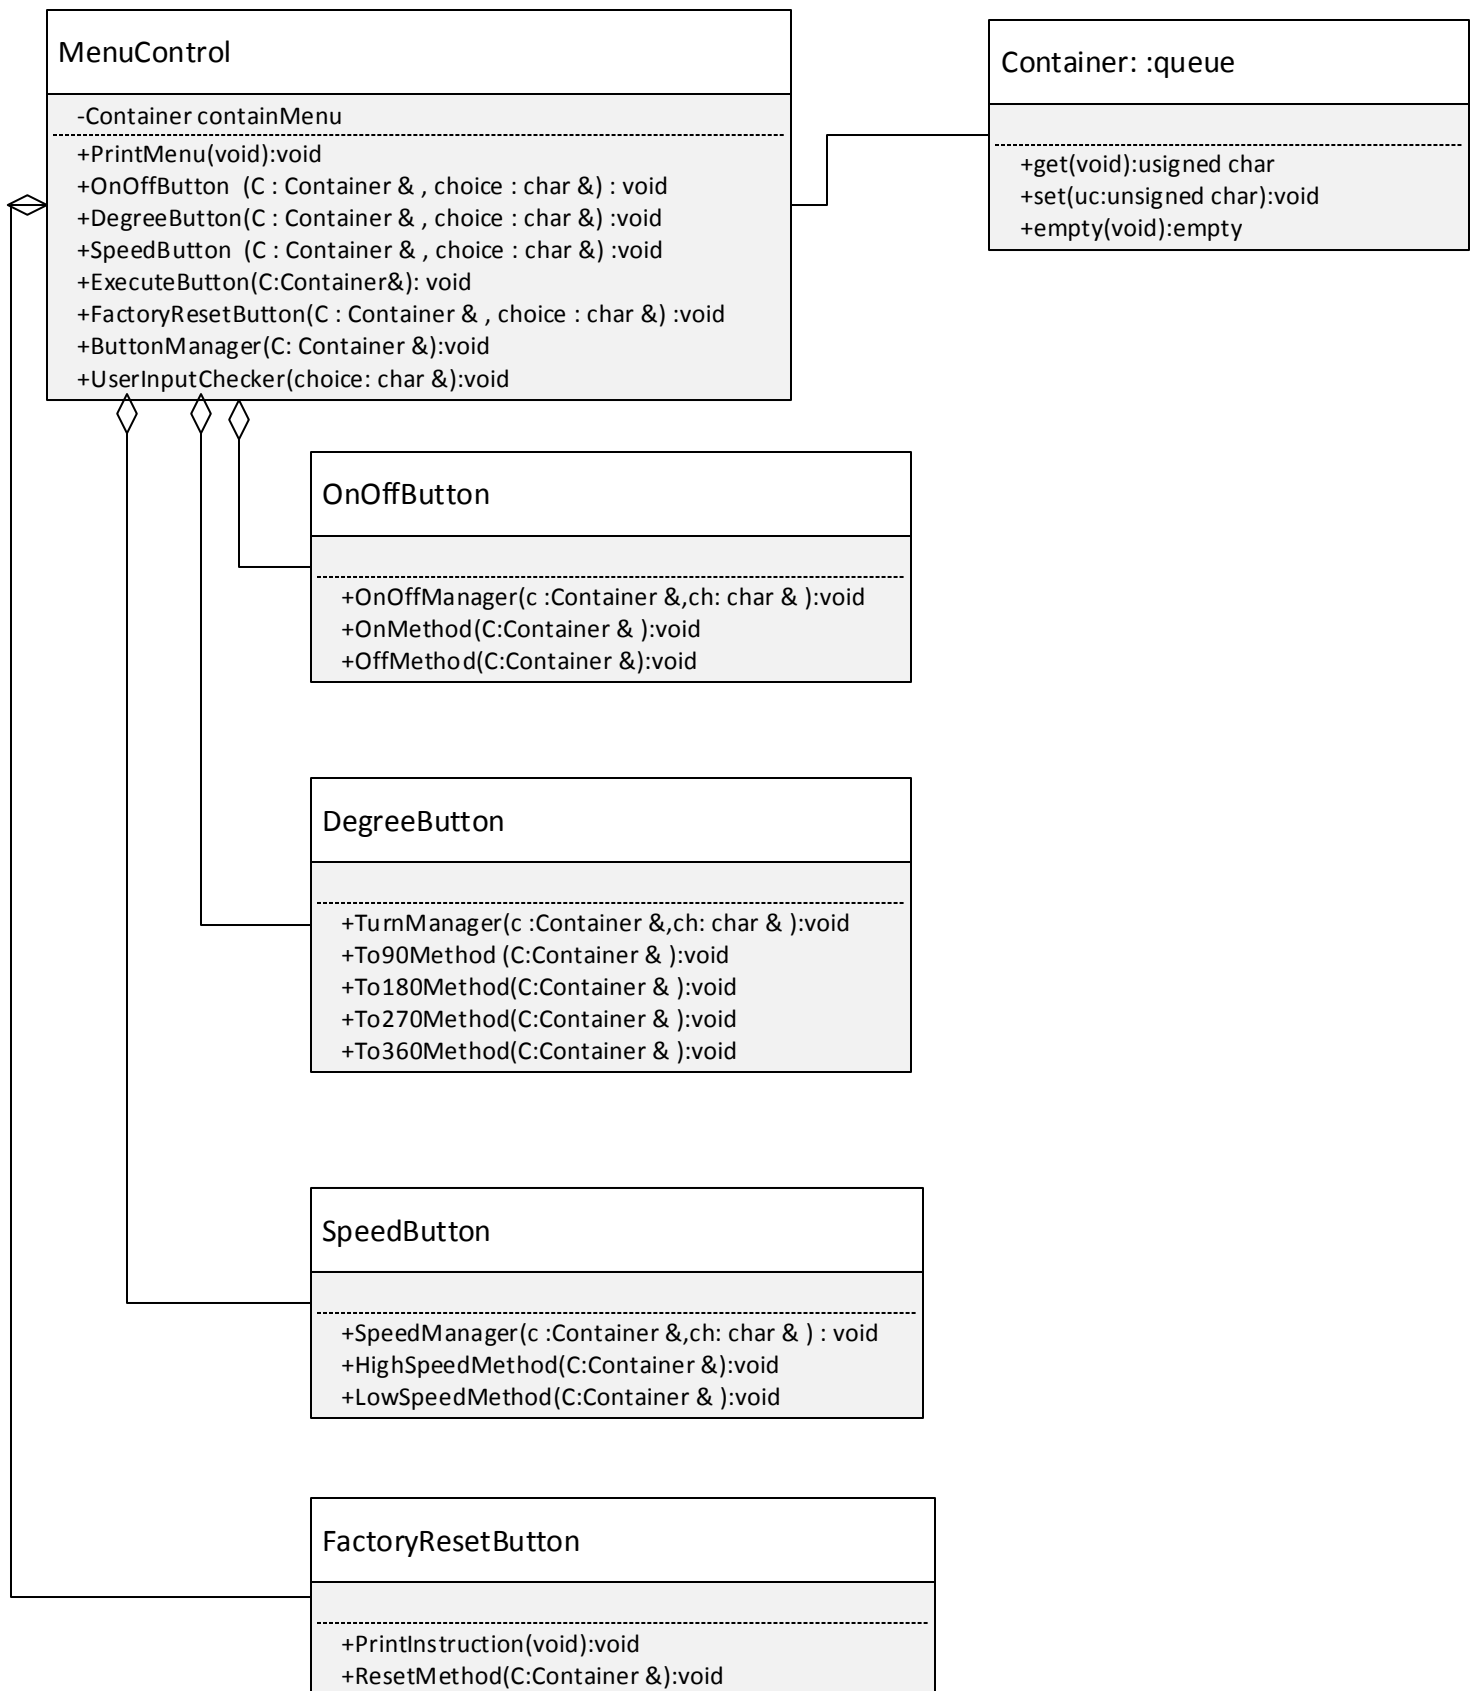 MenuControl
-Container containMenu
+PrintMenu(void):void
+OnOffButton  (C : Container & , choice : char &) : void
+DegreeButton(C : Container & , choice : char &) :void
+SpeedButton  (C : Container & , choice : char &) :void
+ExecuteButton(C:Container&): void
+FactoryResetButton(C : Container & , choice : char &) :void
+ButtonManager(C: Container &):void
+UserInputChecker(choice: char &):void
Container: :queue
+get(void):usigned char
+set(uc:unsigned char):void
+empty(void):empty
OnOffButton
+OnOffManager(c :Container &,ch: char & ):void
+OnMethod(C:Container & ):void
+OffMethod(C:Container &):void
DegreeButton
+TurnManager(c :Container &,ch: char & ):void
+To90Method (C:Container & ):void
+To180Method(C:Container & ):void
+To270Method(C:Container & ):void
+To360Method(C:Container & ):void
SpeedButton
+SpeedManager(c :Container &,ch: char & ) : void
+HighSpeedMethod(C:Container &):void
+LowSpeedMethod(C:Container & ):void
FactoryResetButton
+PrintInstruction(void):void
+ResetMethod(C:Container &):void